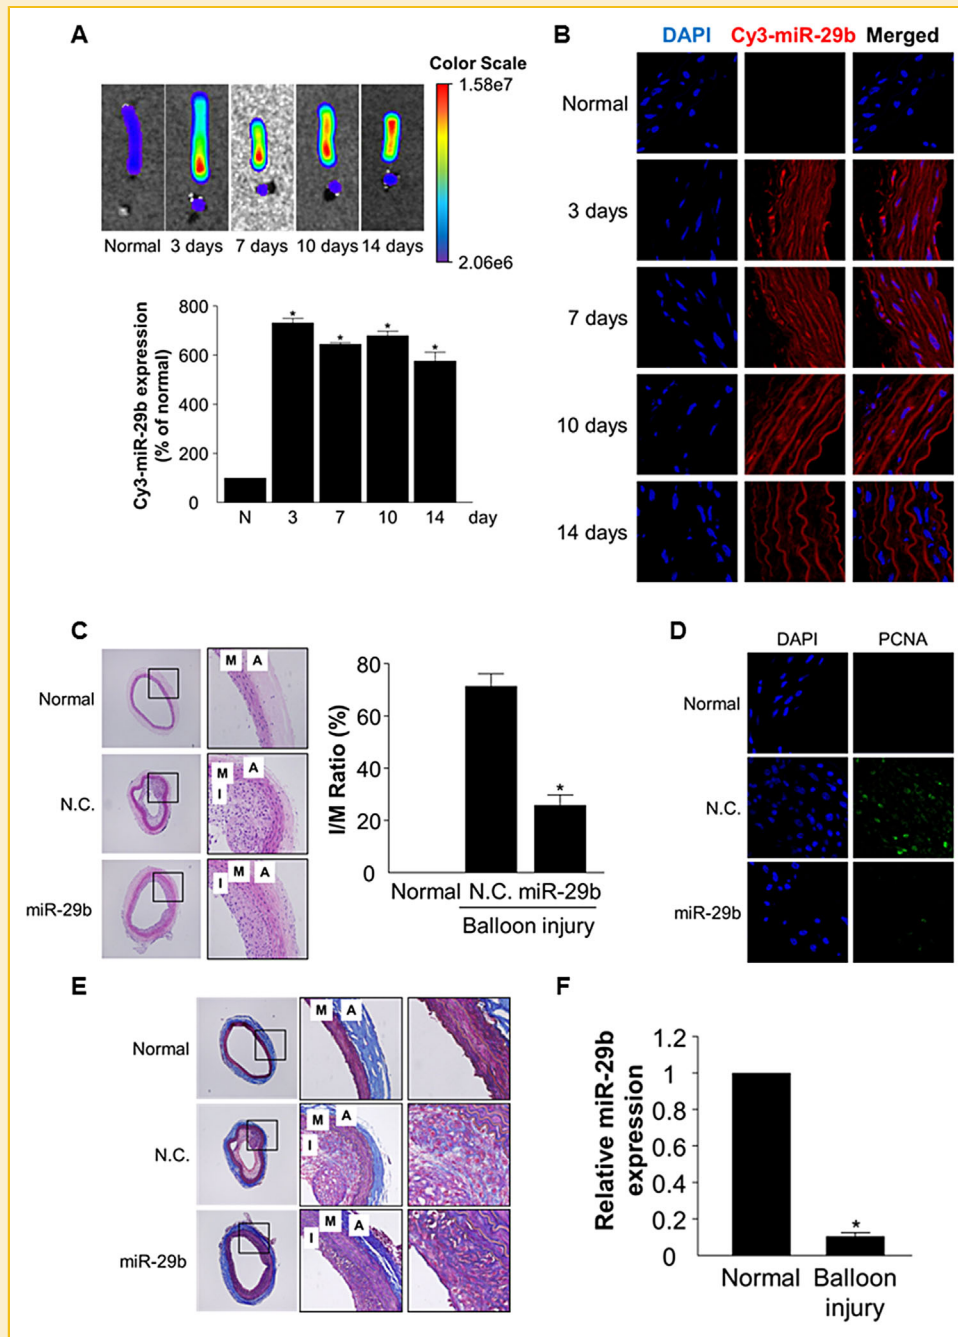 A
Color Scale
1.58e7
2.06e6
Normal 3 days 7 days 10 days 14 days
Cy3-miR-29b expression
(% of normal)
800
600
400
200
0
N 3 7 10 14 day
* * * *
B
DAPI Cy3-miR-29b Merged
Normal
3 days
7 days
10 days
14 days
C
Normal
M A
N.C.
M A
I
miR-29b
M A
I
I/M Ratio (%)
80
60
40
20
0
*
Normal N.C. miR-29b
Balloon injury
D
DAPI PCNA
Normal
N.C.
miR-29b
E
Normal
M A
N.C.
M A
I
miR-29b
M A
I
F
Relative miR-29b
expression
1.2
1
0.8
0.6
0.4
0.2
0
*
Normal Balloon
injury